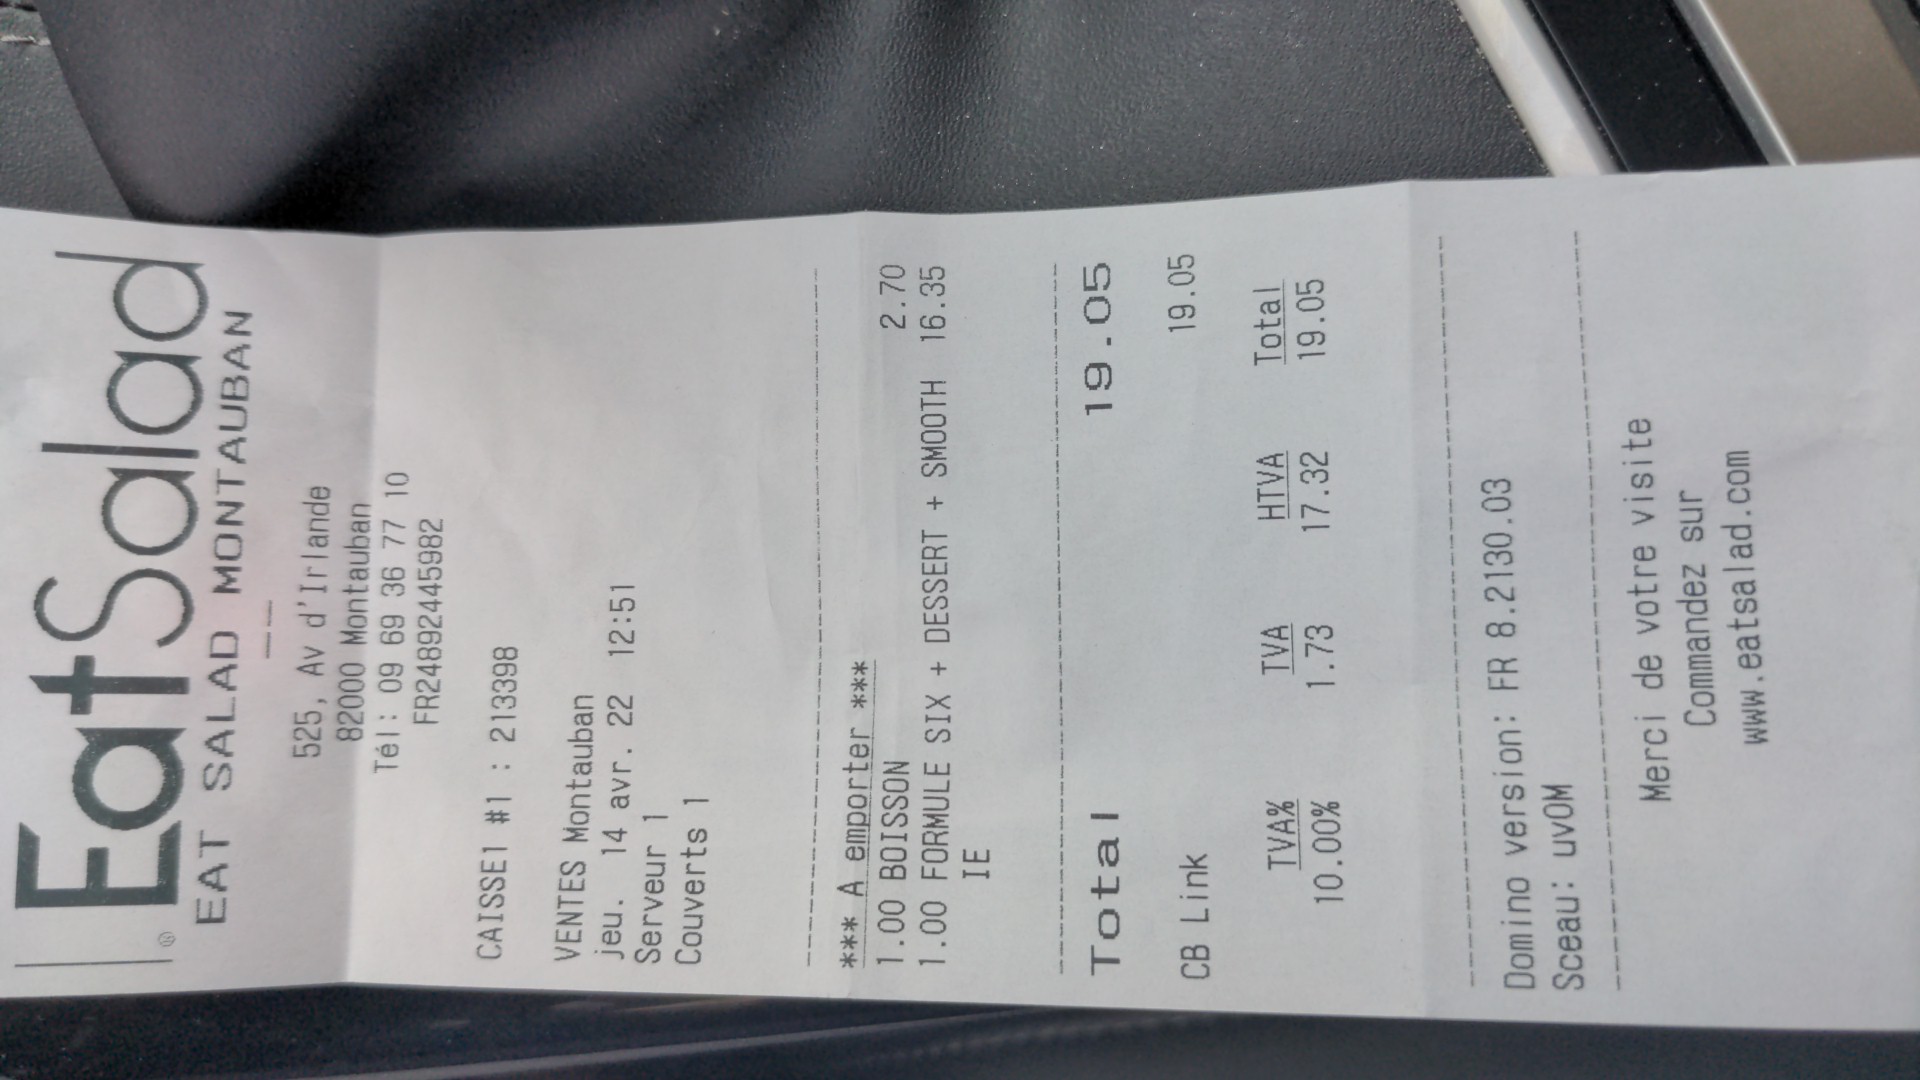 EatSalad
®
EAT SALAD MONTAUBAN
525, Av d'Irlande
82000 Montauban
Tél: 09 69 36 77 10
FR24892445982
CAISSE1 #1 : 213398
VENTES Montauban
jeu. 14 avr. 22 12:51
Serveur 1
Couverts 1
*** A emporter ***
1.00 BOISSON 2.70
1.00 FORMULE SIX + DESSERT + SMOOTH 16.35
IE
Total 19.05
CB Link 19.05
TVA% TVA HTVA Total
10.00% 1.73 17.32 19.05
Domino version: FR 8.2130.03
Sceau: uvOM
Merci de votre visite
Commandez sur
www.eatsalad.com